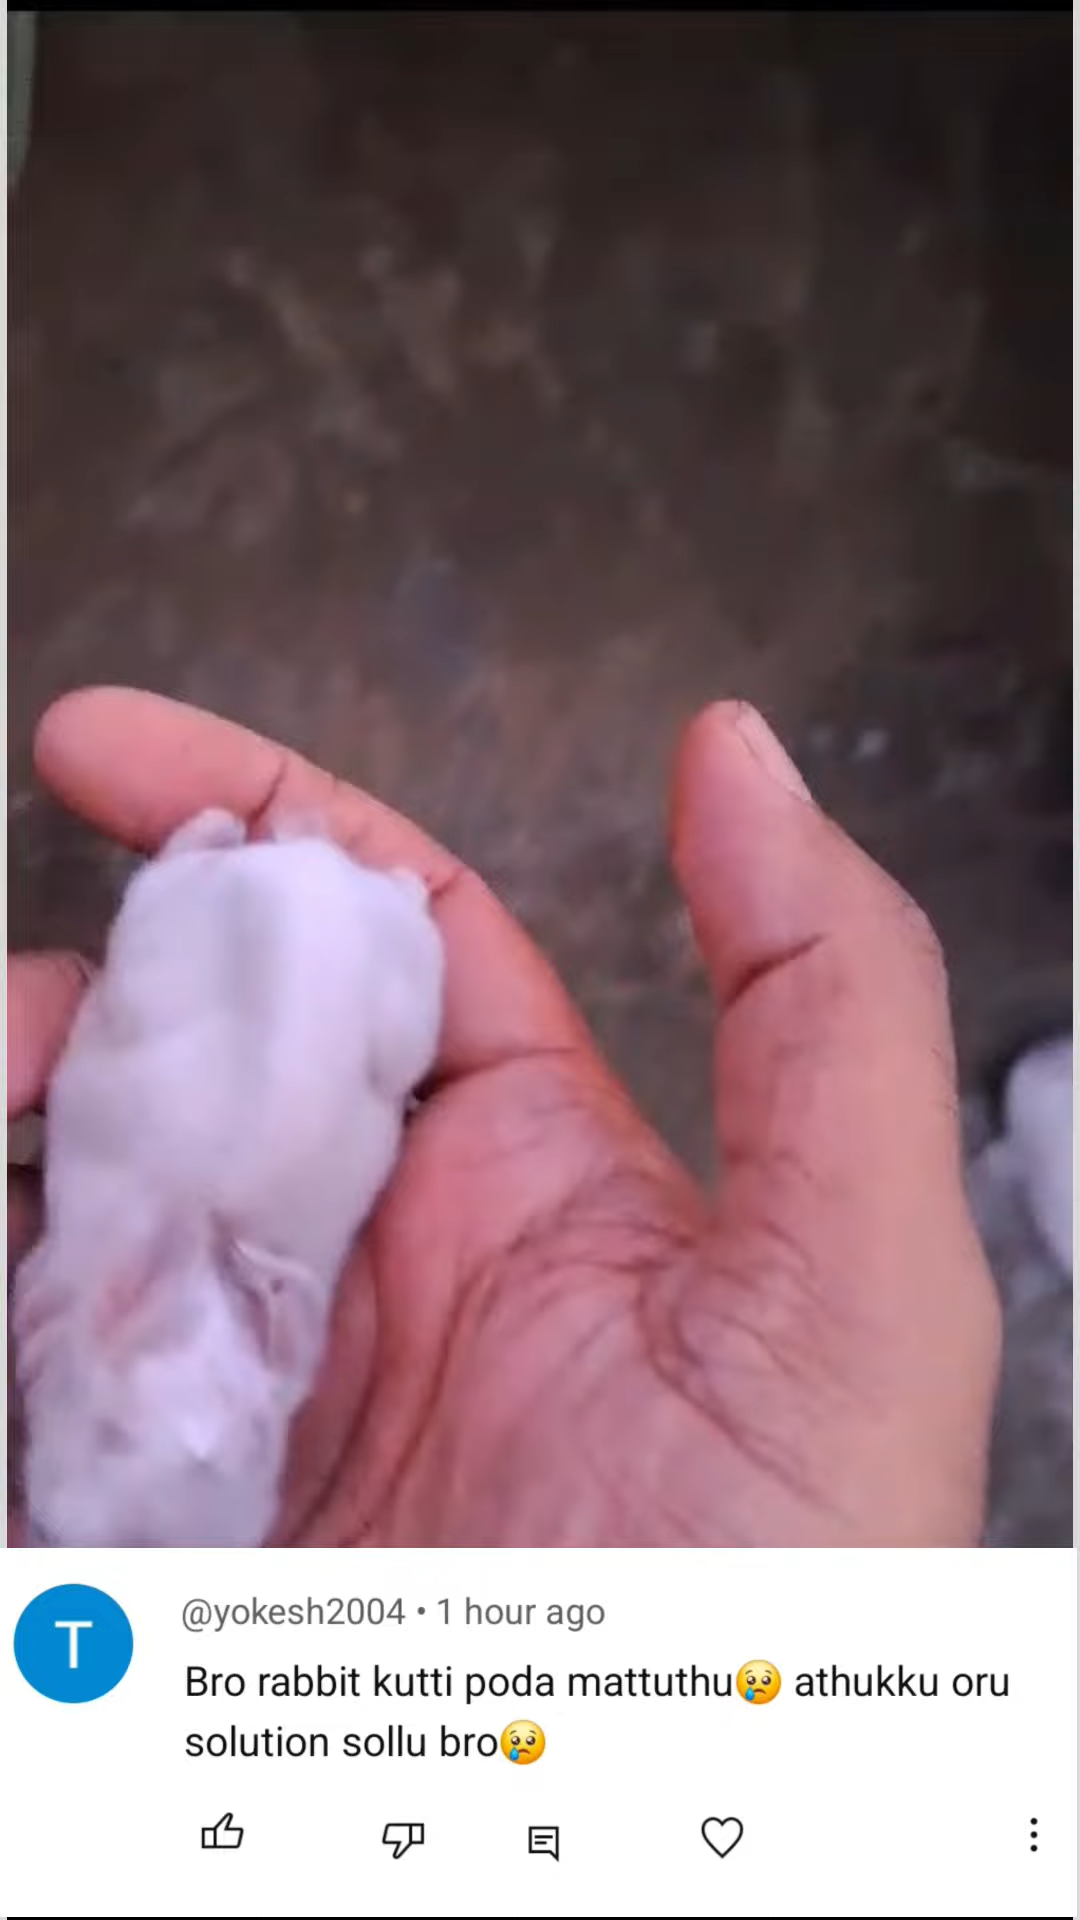 T
@yokesh2004 • 1 hour ago
Bro rabbit kutti poda mattuthu😢 athukku oru
solution sollu bro😢